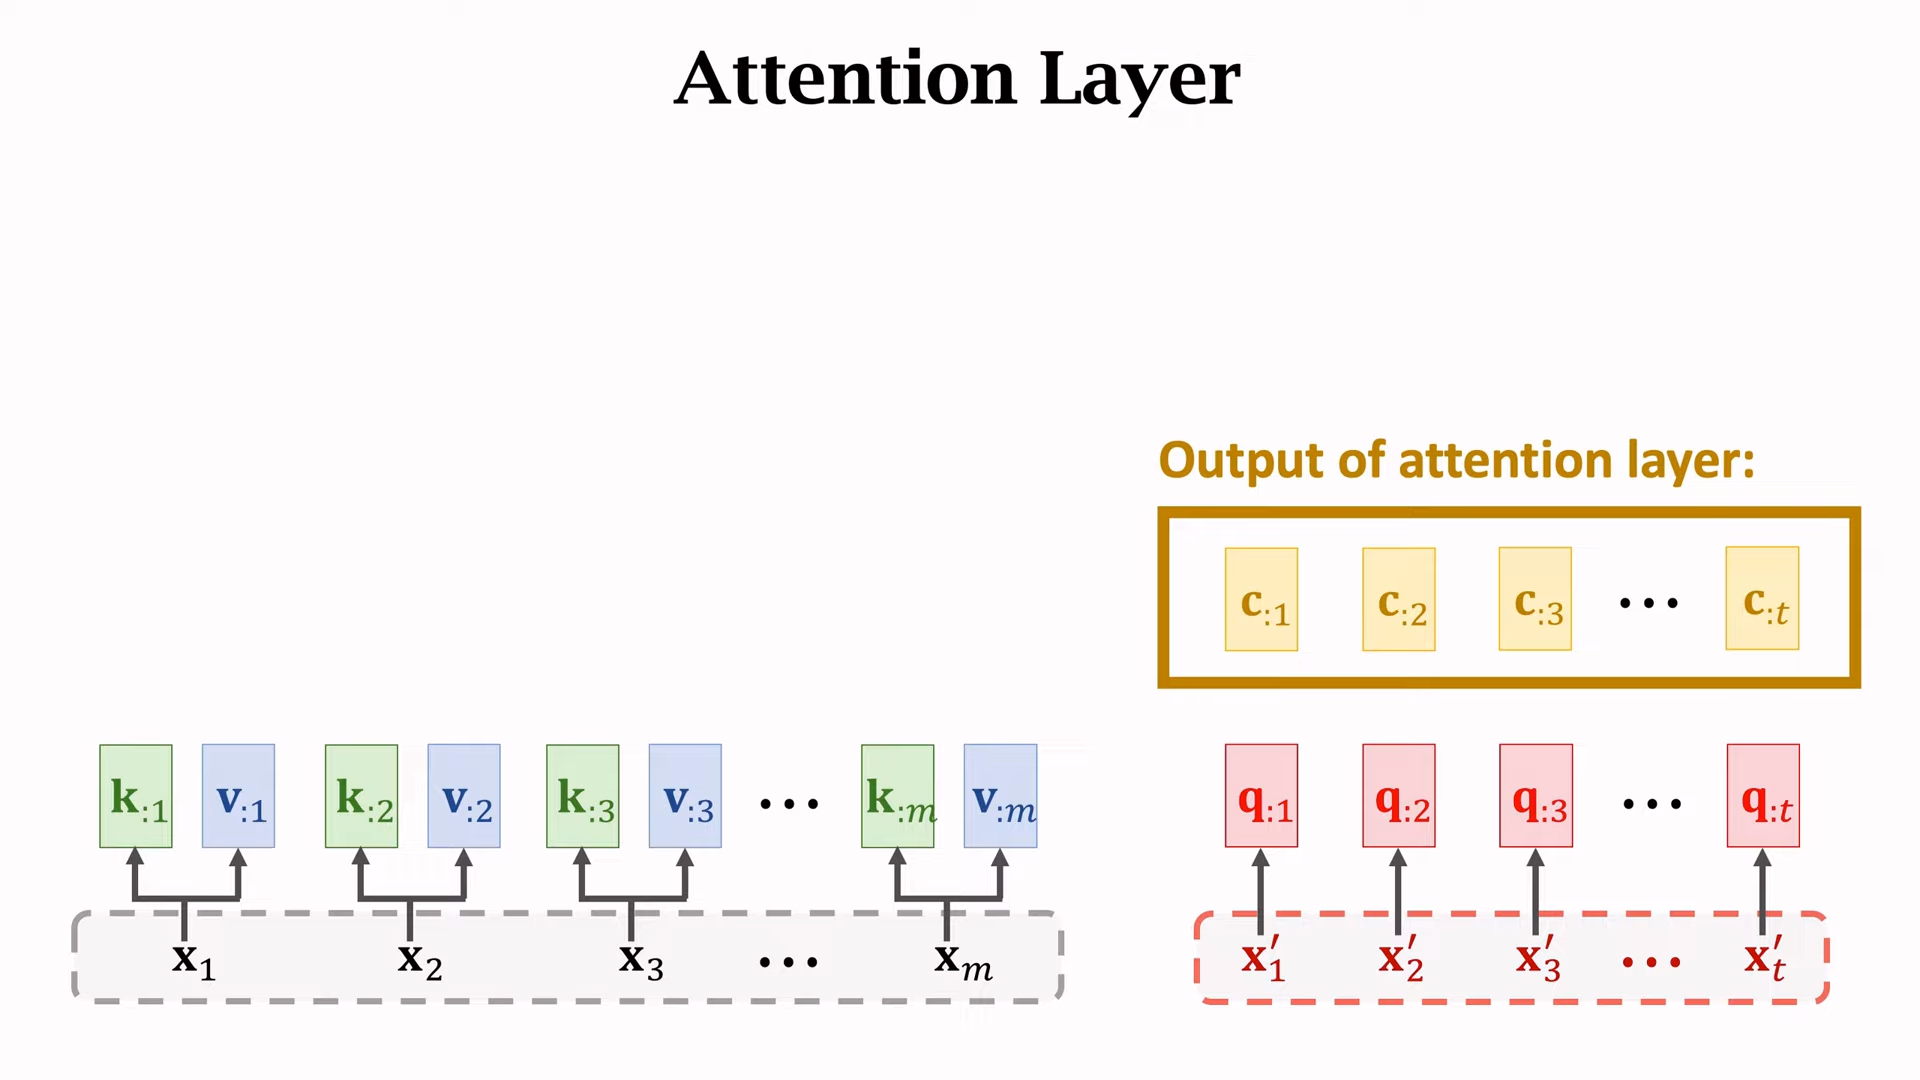 Attention Layer
Output of attention layer:
c:1 c:2 c:3 ... c:t
k:1 v:1 k:2 v:2 k:3 v:3 ... k:m v:m q:1 q:2 q:3 ... q:t
x1 x2 x3 ... xm x′1 x′2 x′3 ... x′t